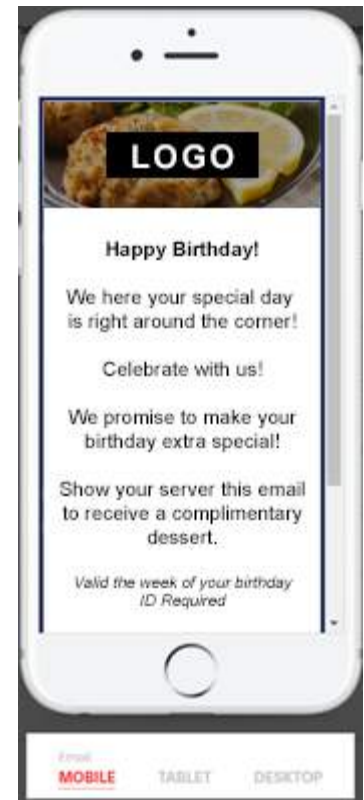 LOGO
Happy Birthday!
We here your special day
is right around the corner!
Celebrate with us!
We promise to make your
birthday extra special!
Show your server this email
to receive a complimentary
dessert.
Valid the week of your birthday
ID Required
Email
MOBILE TABLET DESKTOP